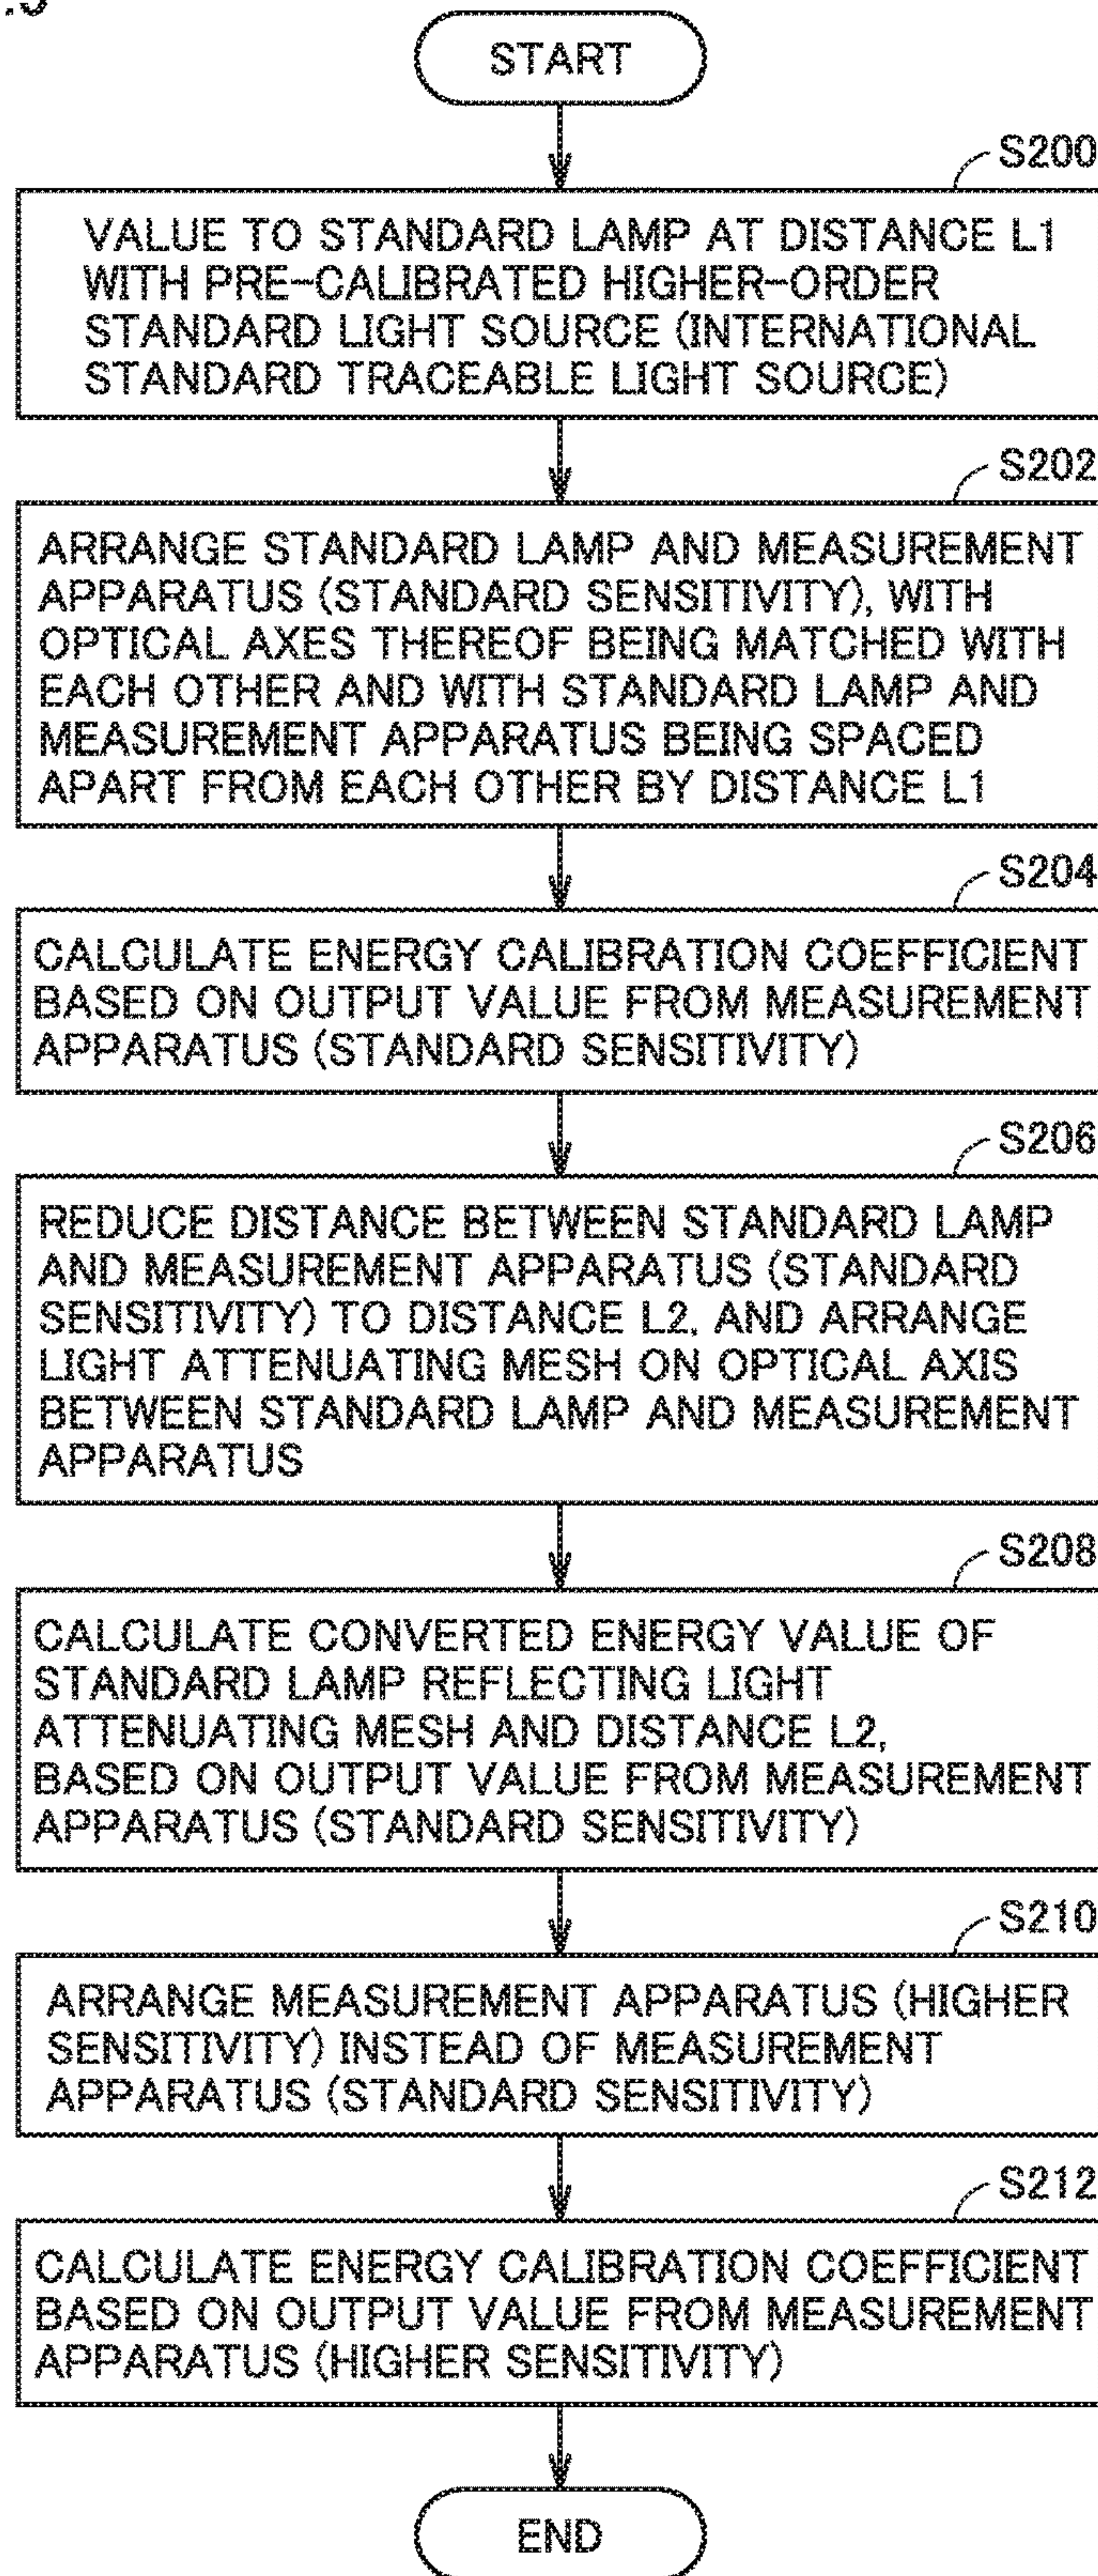 .5
START
S200
VALUE TO STANDARD LAMP AT DISTANCE L1
WITH PRE-CALIBRATED HIGHER-ORDER
STANDARD LIGHT SOURCE (INTERNATIONAL
STANDARD TRACEABLE LIGHT SOURCE)
S202
ARRANGE STANDARD LAMP AND MEASUREMENT
APPARATUS (STANDARD SENSITIVITY), WITH
OPTICAL AXES THEREOF BEING MATCHED WITH
EACH OTHER AND WITH STANDARD LAMP AND
MEASUREMENT APPARATUS BEING SPACED
APART FROM EACH OTHER BY DISTANCE L1
S204
CALCULATE ENERGY CALIBRATION COEFFICIENT
BASED ON OUTPUT VALUE FROM MEASUREMENT
APPARATUS (STANDARD SENSITIVITY)
S206
REDUCE DISTANCE BETWEEN STANDARD LAMP
AND MEASUREMENT APPARATUS (STANDARD
SENSITIVITY) TO DISTANCE L2, AND ARRANGE
LIGHT ATTENUATING MESH ON OPTICAL AXIS
BETWEEN STANDARD LAMP AND MEASUREMENT
APPARATUS
S208
CALCULATE CONVERTED ENERGY VALUE OF
STANDARD LAMP REFLECTING LIGHT
ATTENUATING MESH AND DISTANCE L2,
BASED ON OUTPUT VALUE FROM MEASUREMENT
APPARATUS (STANDARD SENSITIVITY)
S210
ARRANGE MEASUREMENT APPARATUS (HIGHER
SENSITIVITY) INSTEAD OF MEASUREMENT
APPARATUS (STANDARD SENSITIVITY)
S212
CALCULATE ENERGY CALIBRATION COEFFICIENT
BASED ON OUTPUT VALUE FROM MEASUREMENT
APPARATUS (HIGHER SENSITIVITY)
END